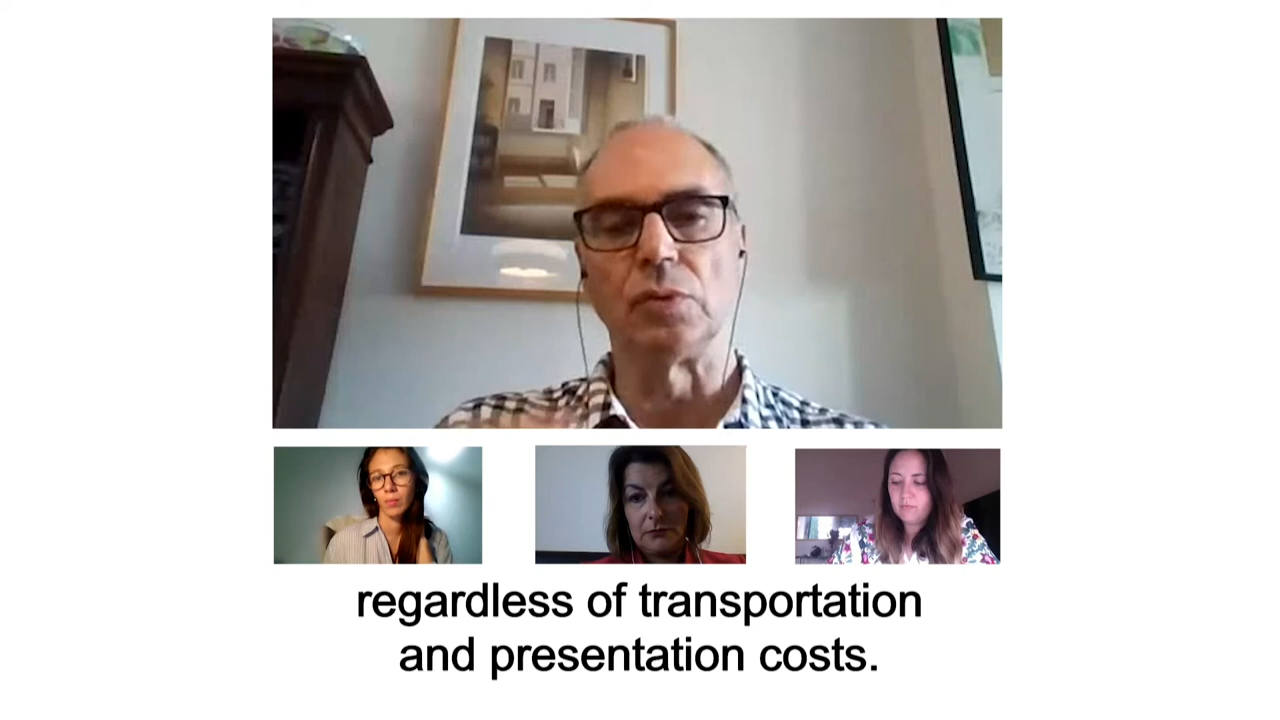 regardless of transportation
and presentation costs.